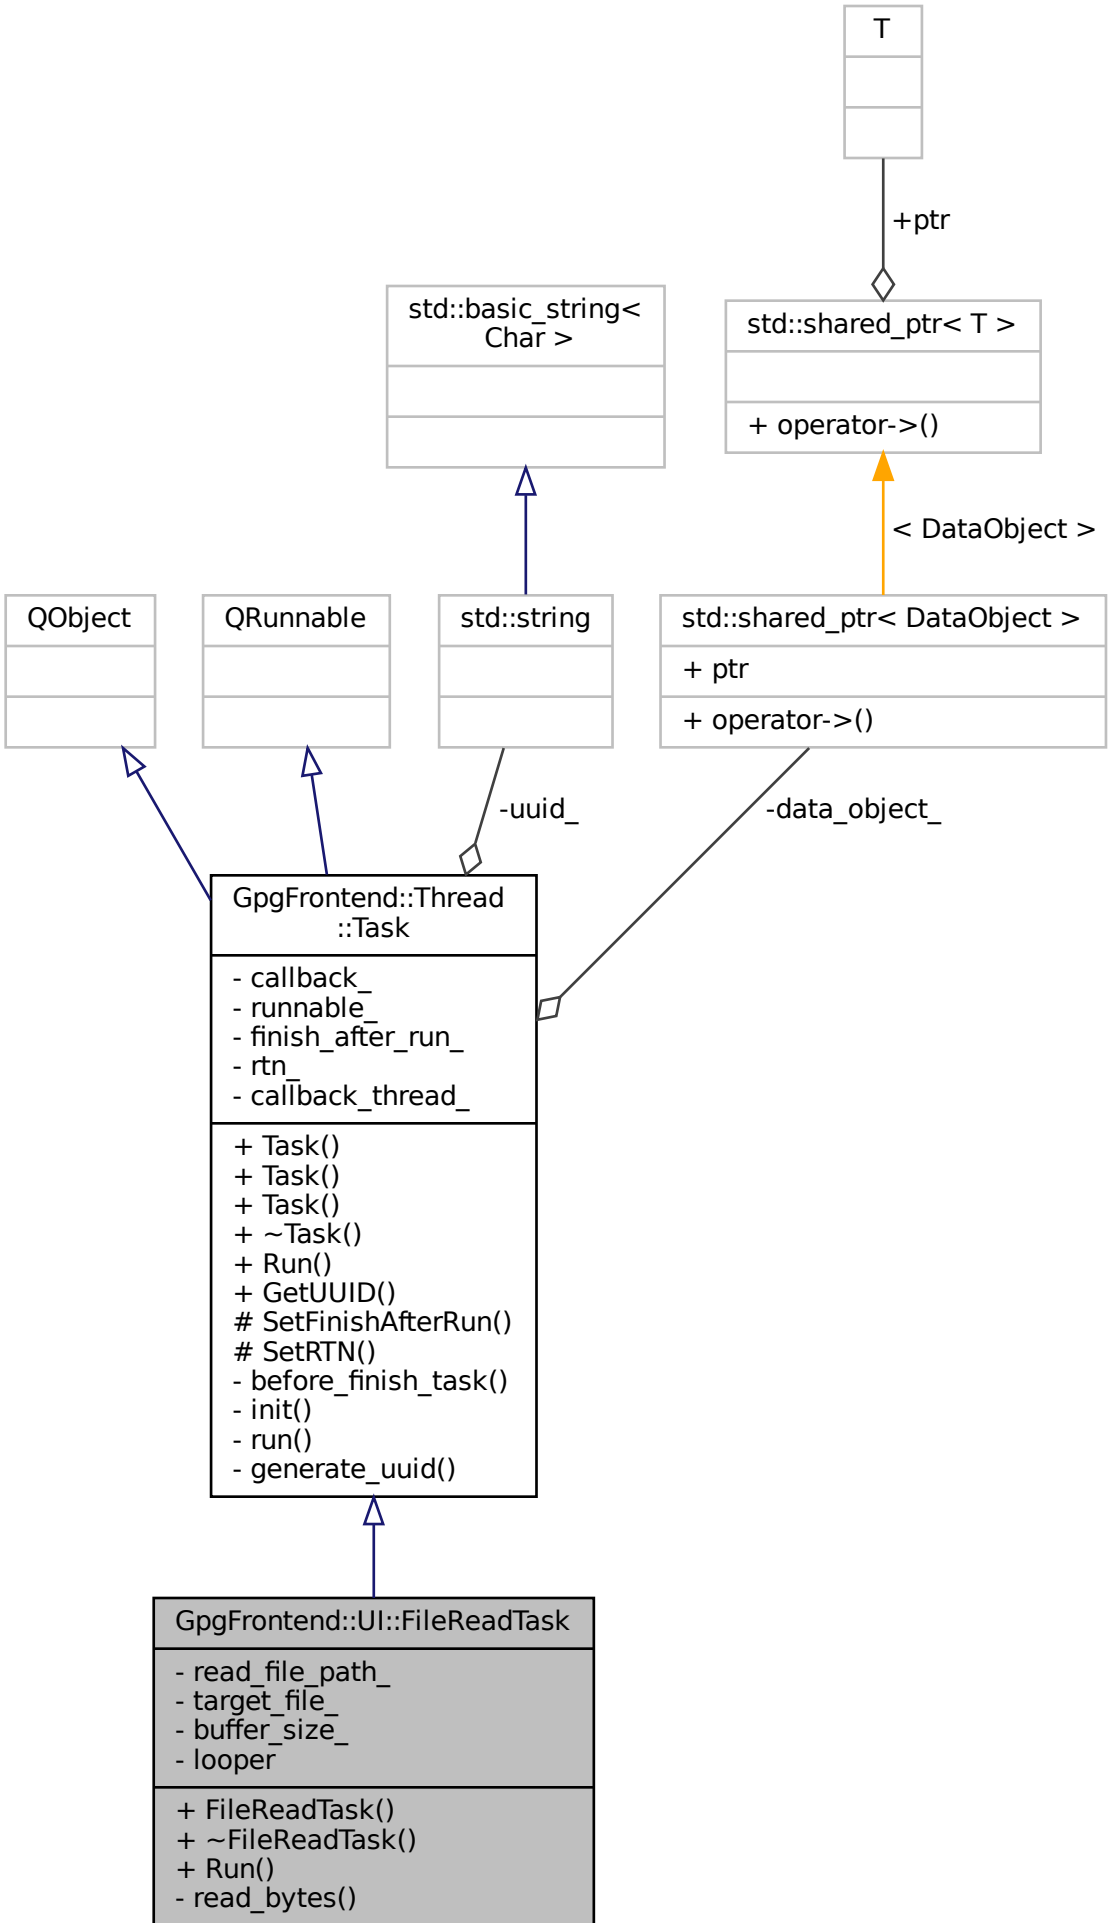 T
+ptr
std::basic_string<
Char >
std::shared_ptr< T >
+ operator->()
< DataObject >
QObject
QRunnable
std::string
std::shared_ptr< DataObject >
+ ptr
+ operator->()
-uuid_
-data_object_
GpgFrontend::Thread
::Task
- callback_
- runnable_
- finish_after_run_
- rtn_
- callback_thread_
+ Task()
+ Task()
+ Task()
+ ~Task()
+ Run()
+ GetUUID()
# SetFinishAfterRun()
# SetRTN()
- before_finish_task()
- init()
- run()
- generate_uuid()
GpgFrontend::UI::FileReadTask
- read_file_path_
- target_file_
- buffer_size_
- looper
+ FileReadTask()
+ ~FileReadTask()
+ Run()
- read_bytes()